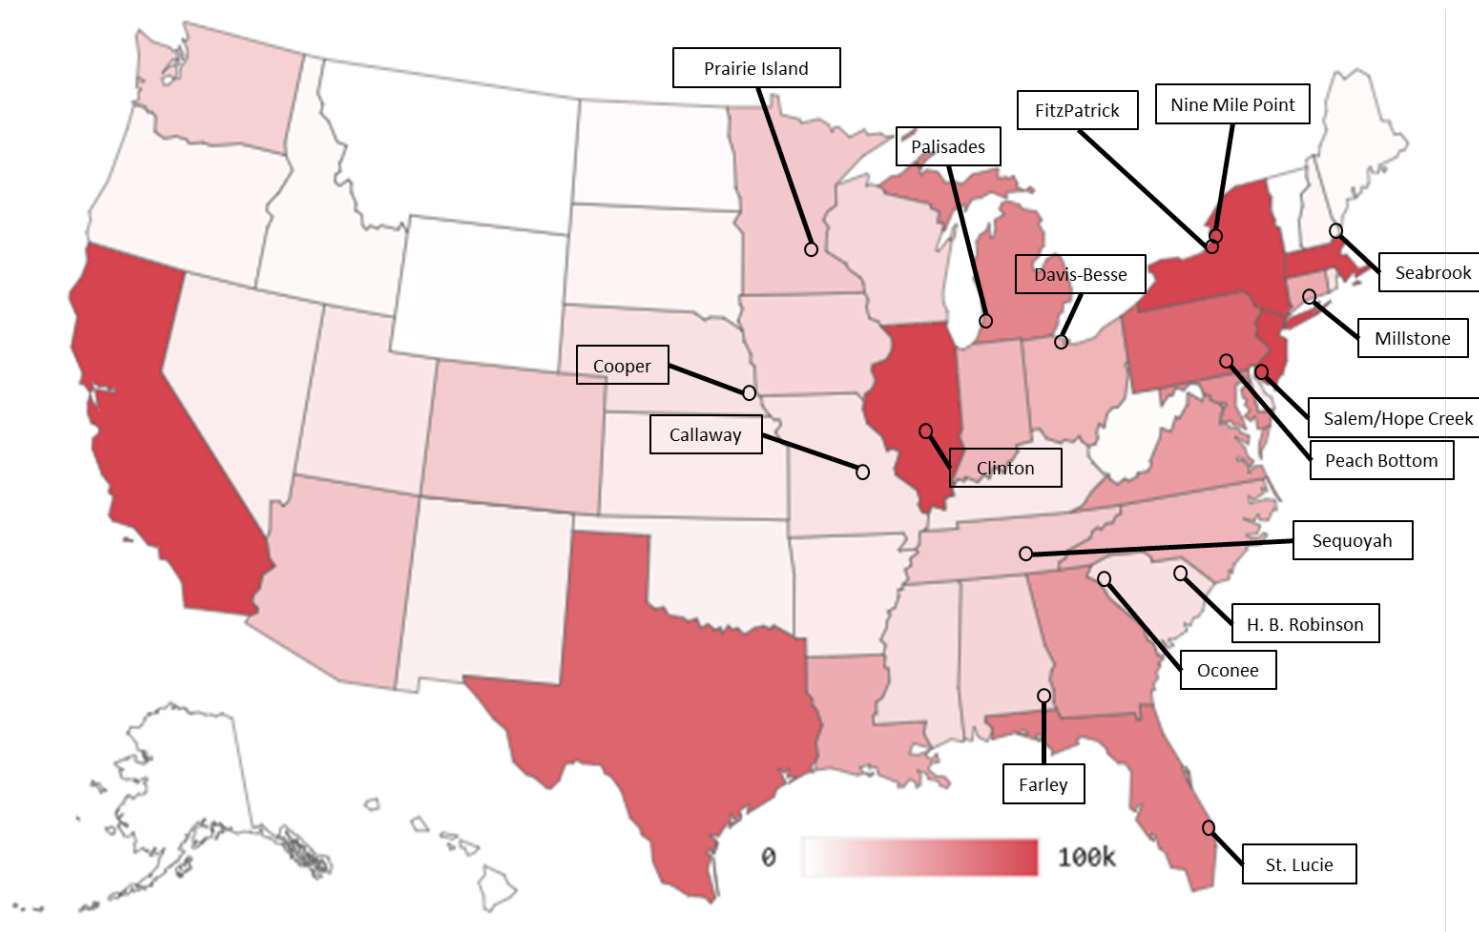 Prairie Island
Nine Mile Point
FitzPatrick
Palisades
Seabrook
Davis-Besse
Millstone
Cooper
Salem/Hope Creek
Callaway
Peach Bottom
Clinton
Sequoyah
H. B. Robinson
Oconee
Farley
0
100k
St. Lucie